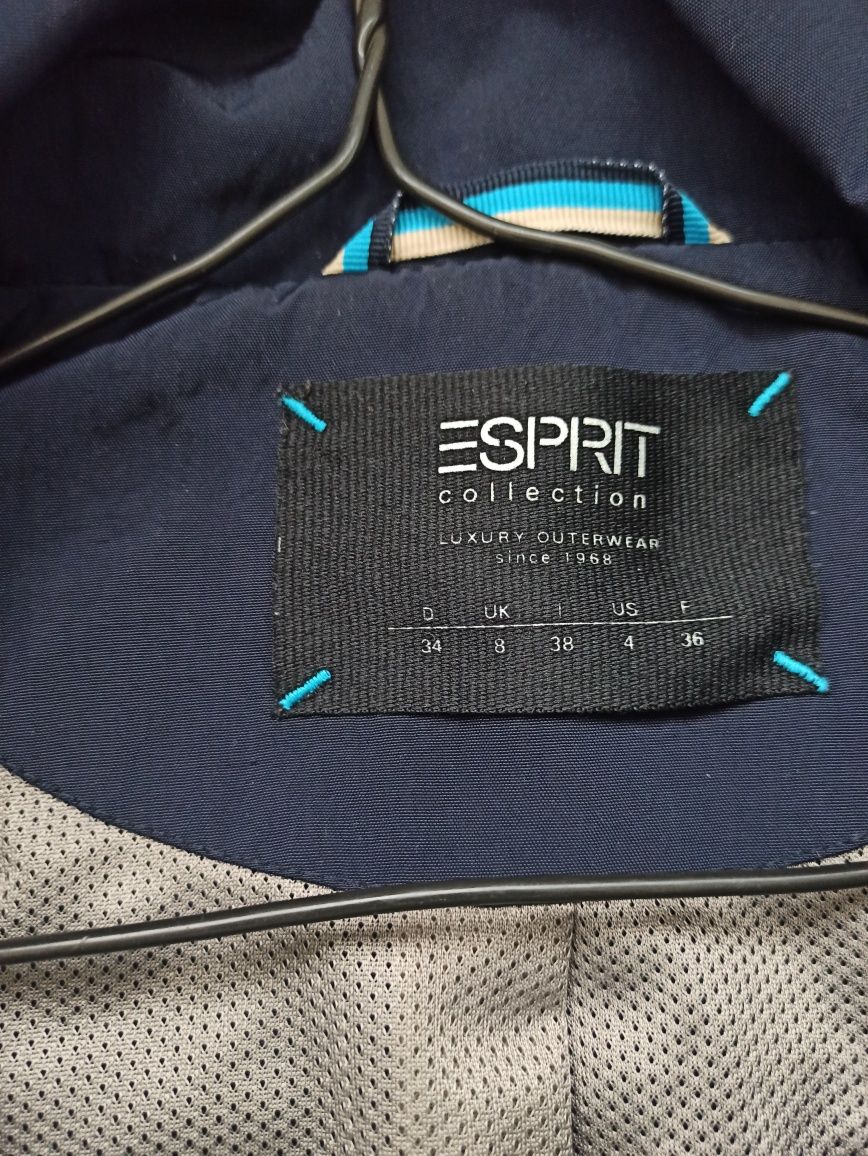 ESPRIT
collection
LUXURY OUTERWEAR
since 1968
D UK I US F
34 8 38 4 36